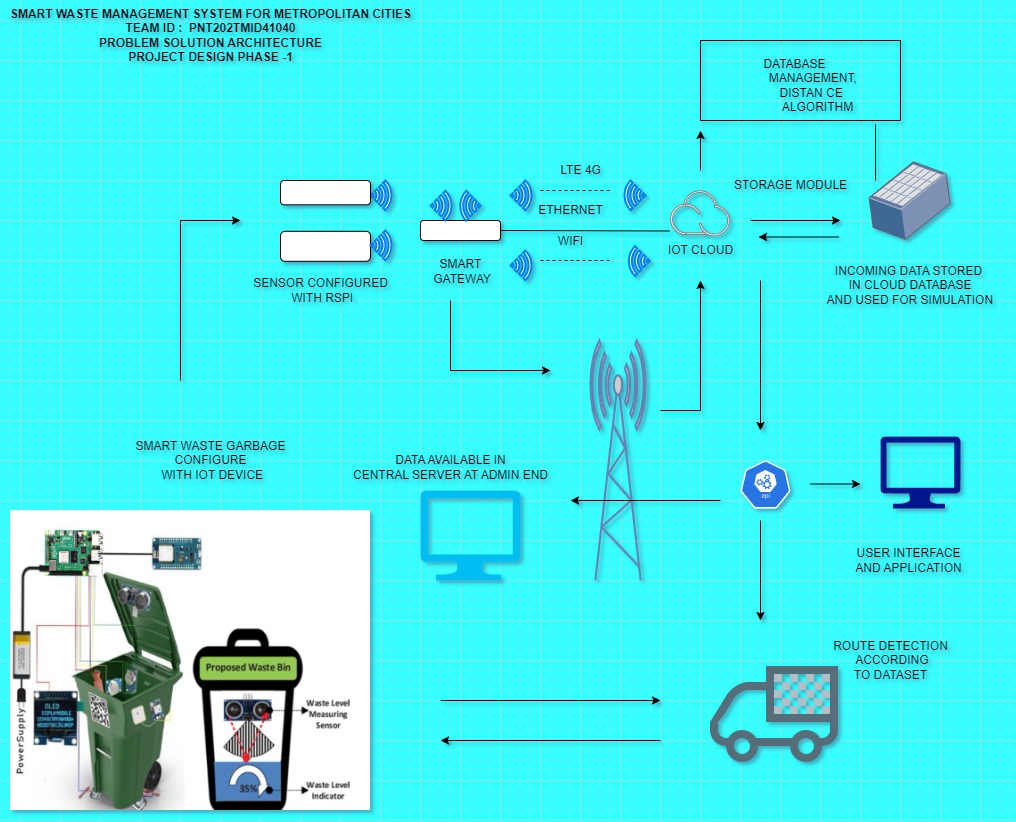 SMART WASTE MANAGEMENT SYSTEM FOR METROPOLITAN CITIES
TEAM ID : PNT202TMID41040
PROBLEM SOLUTION ARCHITECTURE
PROJECT DESIGN PHASE -1
DATABASE
MANAGEMENT,
DISTAN CE
ALGORITHM
LTE 4G
STORAGE MODULE
ETHERNET
WIFI
IOT CLOUD
SMART
GATEWAY
SENSOR CONFIGURED
WITH RSPI
INCOMING DATA STORED
IN CLOUD DATABASE
AND USED FOR SIMULATION
SMART WASTE GARBAGE
CONFIGURE
WITH IOT DEVICE
DATA AVAILABLE IN
CENTRAL SERVER AT ADMIN END
api
USER INTERFACE
AND APPLICATION
ROUTE DETECTION
ACCORDING
TO DATASET
Proposed Waste Bin
Waste Level
Measuring
Sensor
OLED
PowerSupply
35%
Waste Level
Indicator